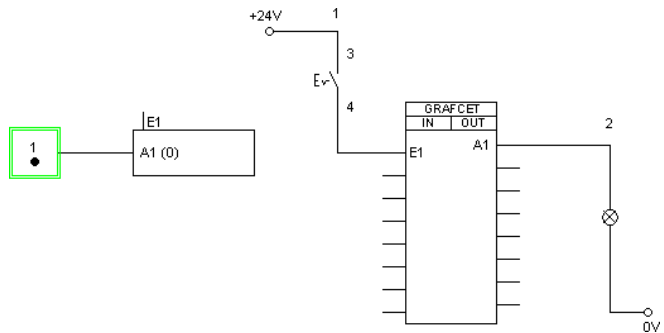 1
+24V
3
4
GRAFCET
IN OUT
2
E1
1
A1 (0)
E1
A1
0V